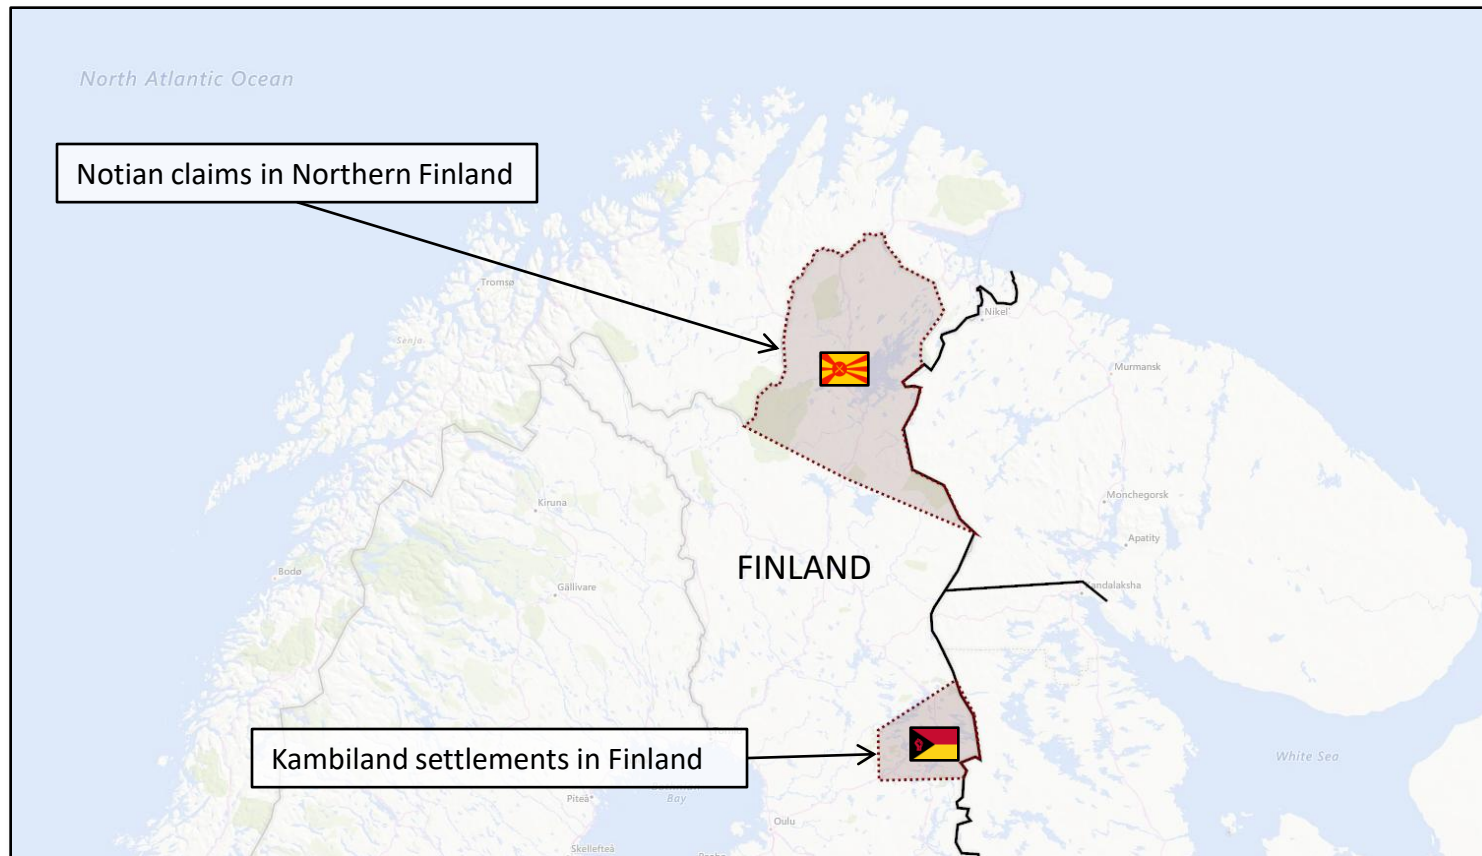 North Atlantic Ocean
Notian claims in Northern Finland
Tromsø
Senja
Nikel
Murmansk
Kiruna
Monchegorsk
Apatity
FINLAND
Bodø
Gällivare
andalaksha
Kambiland settlements in Finland
White Sea
Piteå
Bay
Oulu
Skellefteå